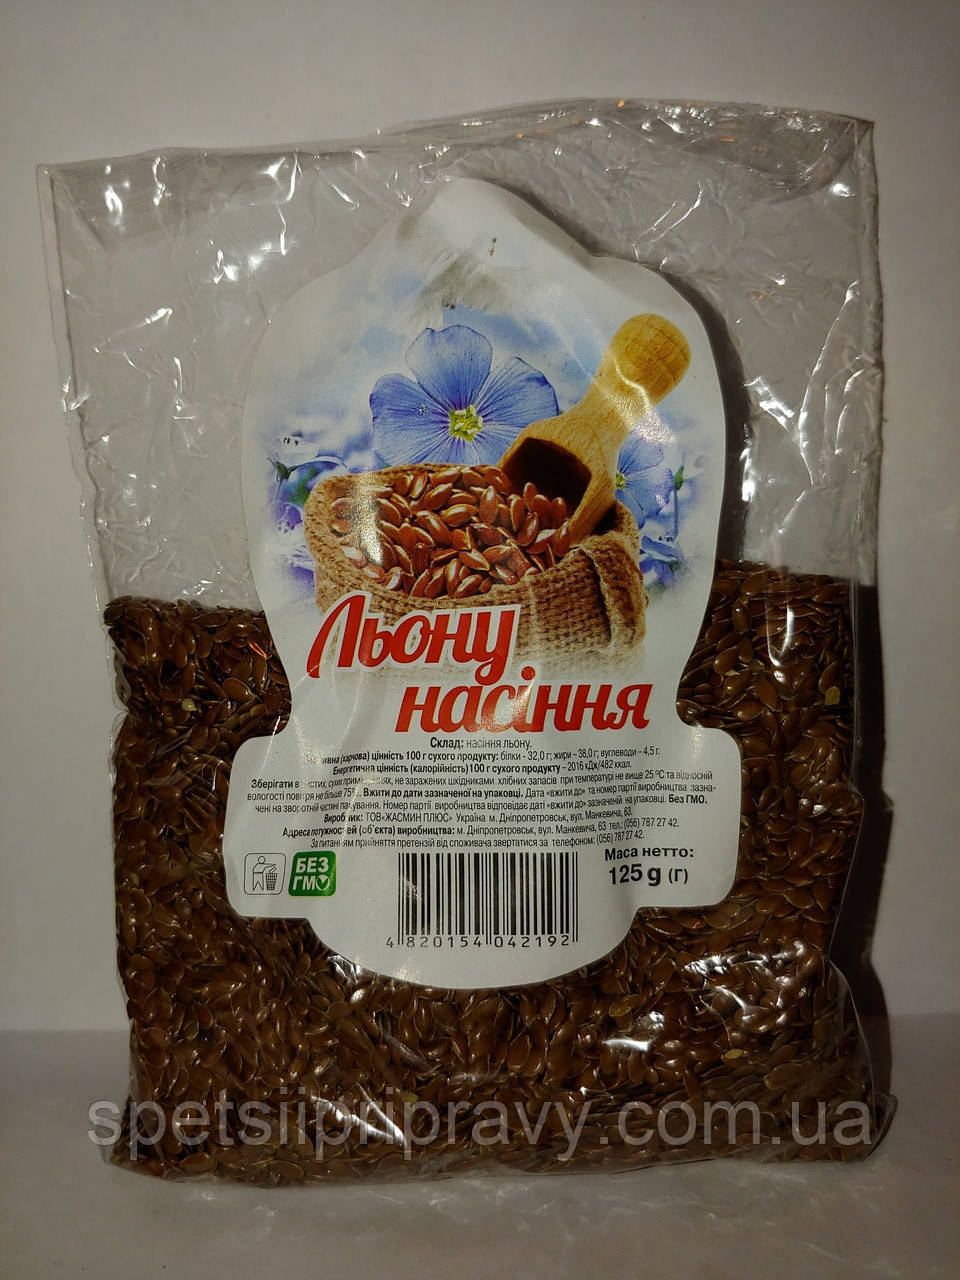 Льону
насіння
Склад: насіння льону.
(харчова) цінність 100 г сухого продукту: білки - 32,0 г; жири – 38,0 г; вуглеводи – 4,5 г.
Енергетична цінність (калорійність) 100 г сухого продукту – 2016 кДж/482 ккал.
Зберігати в чистих, сухих приміщеннях, не заражених шкідниками хлібних запасів при температурі не вище 25 °С та відносній
вологості повітря не більше 75%. Вжити до дати зазначеної на упаковці. Дата «вжити до» та номер партії виробництва зазна-
чені на зворотній частині пакування. Номер партії виробництва відповідає даті «вжити до» зазначеній на упаковці. Без ГМО.
Виробник: ТОВ «ЖАСМИН ПЛЮС» Україна м. Дніпропетровськ, вул. Манкевича, 63.
Адреса потужностей (об'єкта) виробництва: м. Дніпропетровськ, вул. Манкевича, 63 тел.: (056) 787 27 42.
За питанням прийняття претензій від споживача звертатися за телефоном: (056) 787 27 42.
БЕЗ
ГМО
Маса нетто:
125 g (г)
4 820154 042192
spetsiipripravy.com.ua